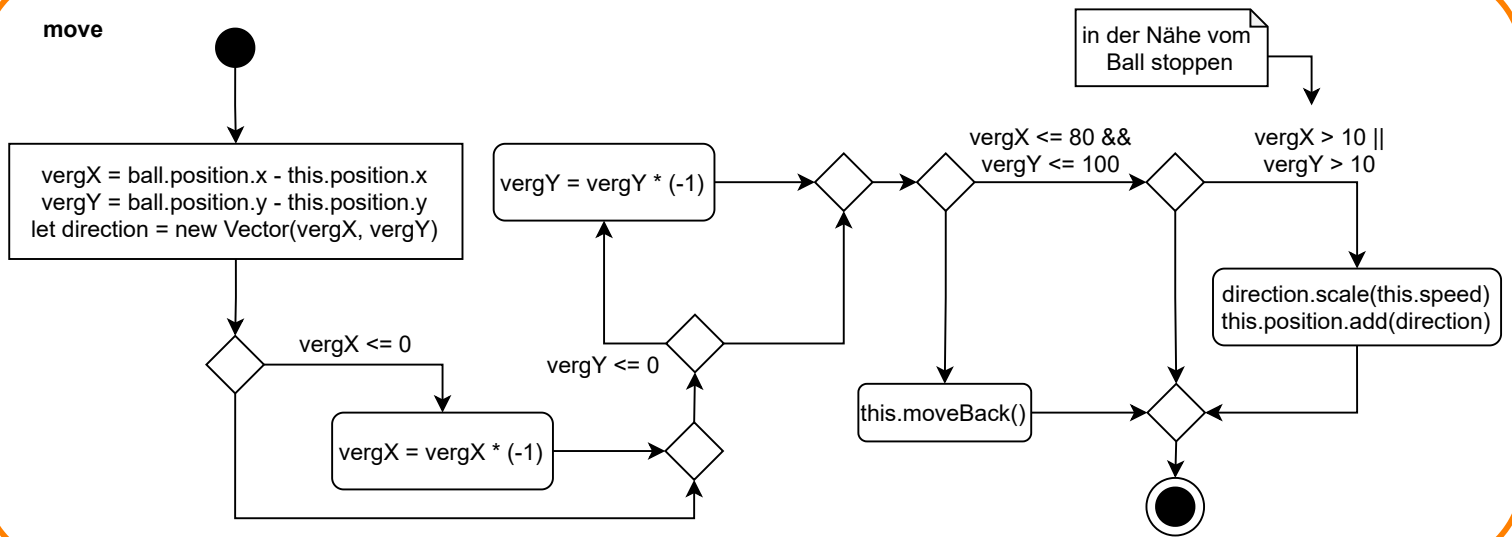 move
vergX = ball.position.x - this.position.x
vergY = ball.position.y - this.position.y
let direction = new Vector(vergX, vergY)
vergX <= 0
vergX = vergX * (-1)
vergY <= 0
vergY = vergY * (-1)
vergX <= 80 &&
vergY <= 100
this.moveBack()
in der Nähe vom
Ball stoppen
vergX > 10 ||
vergY > 10
direction.scale(this.speed)
this.position.add(direction)